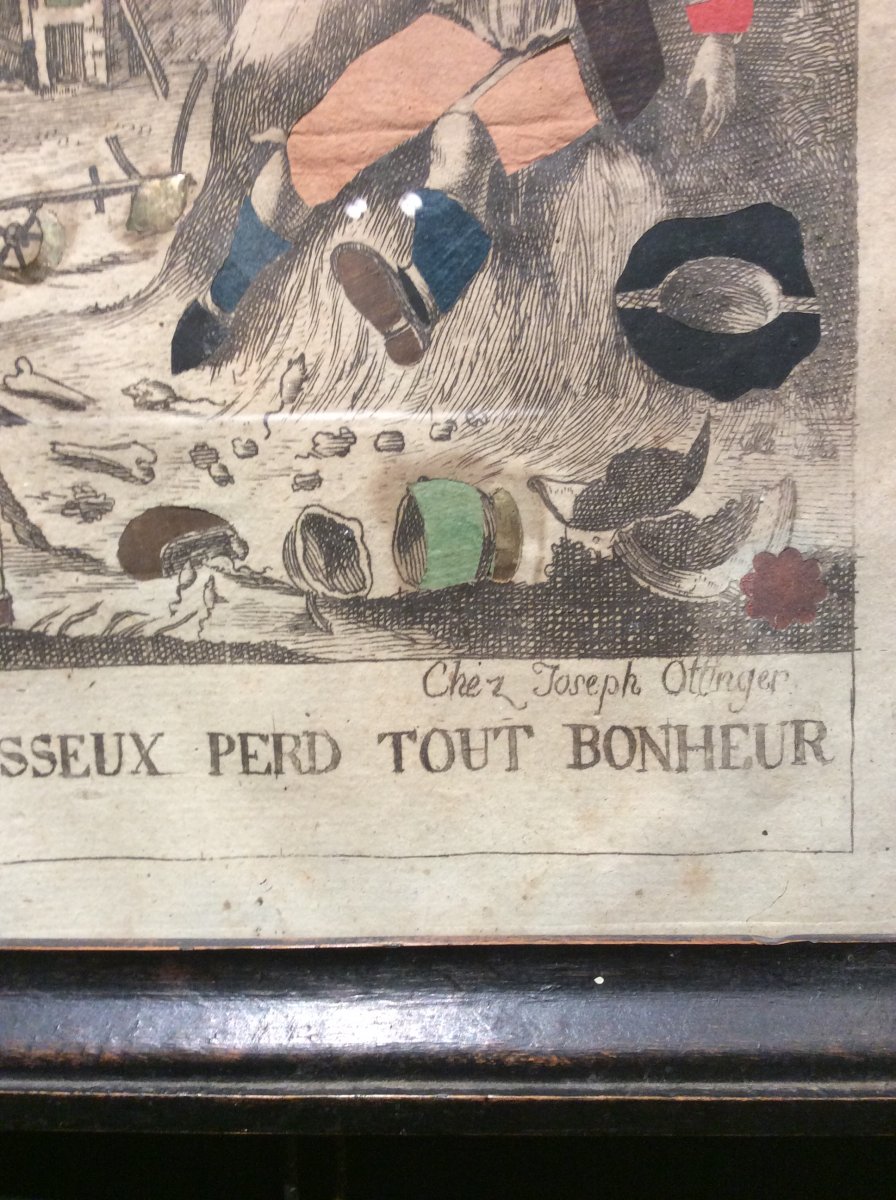 Chez Joseph Ottinger
SSEUX PERD TOUT BONHEUR